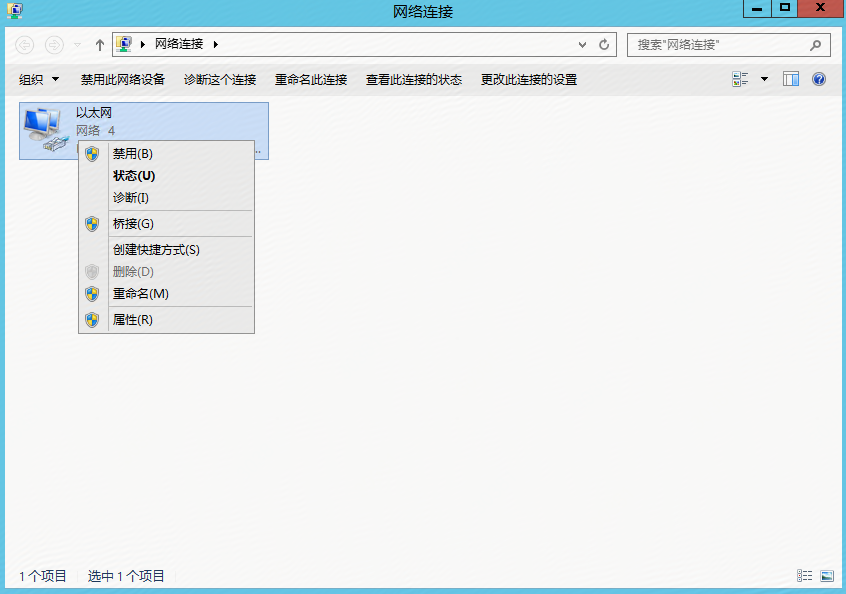 网络连接
网络连接
搜索"网络连接"
组织 禁用此网络设备 诊断这个连接 重命名此连接 查看此连接的状态 更改此连接的设置
以太网
网络 4
..
禁用(B)
状态(U)
诊断(I)
桥接(G)
创建快捷方式(S)
删除(D)
重命名(M)
属性(R)
1 个项目 选中 1 个项目